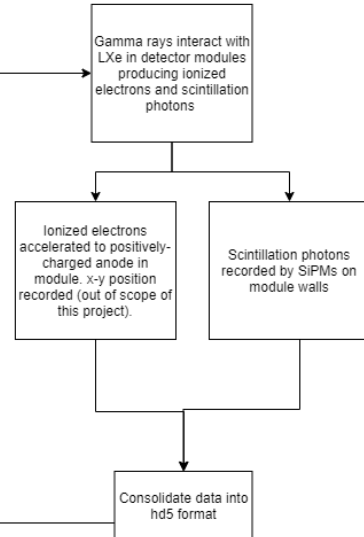 Gamma rays interact with
LXe in detector modules
producing ionized
electrons and scintillation
photons
Ionized electrons
accelerated to positively-
charged anode in
module. x-y position
recorded (out of scope of
this project).
Scintillation photons
recorded by SiPMs on
module walls
Consolidate data into
hd5 format